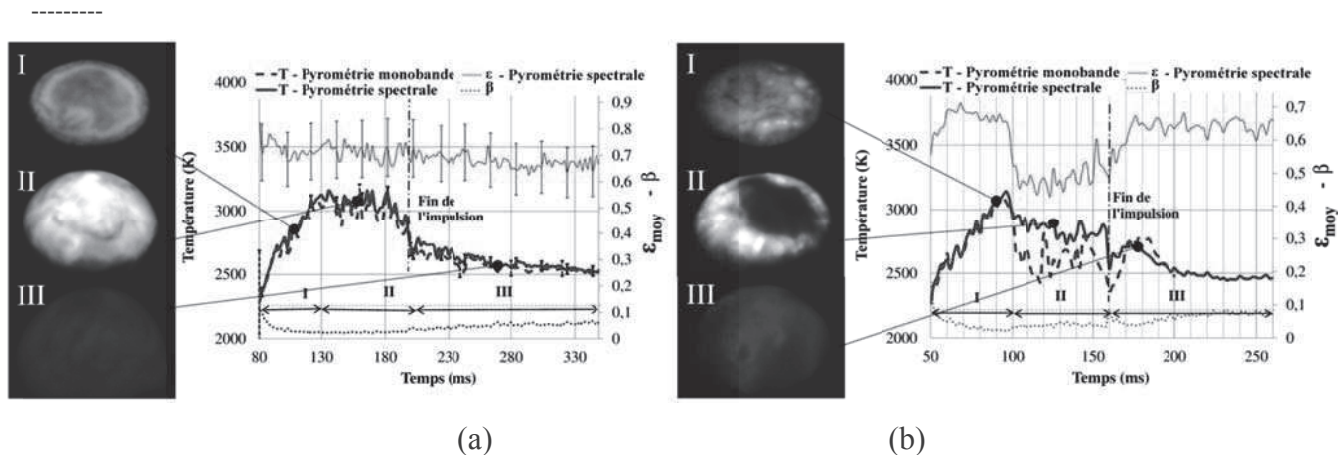 ---------
I
II
III
T - Pyrométrie monobande
T - Pyrométrie spectrale
ε - Pyrométrie spectrale
β
Température (K)
4000
3500
3000
2500
2000
Fin de
l'impulsion
I
II
III
0,9
0,8
0,7
0,6
0,5
0,4
0,3
0,2
0,1
0
εmoy - β
80
130
180
230
280
330
Temps (ms)
(a)
I
II
III
T - Pyrométrie monobande
T - Pyrométrie spectrale
ε - Pyrométrie spectrale
β
Température (K)
4000
3500
3000
2500
2000
Fin de
l'impulsion
I
II
III
0,7
0,6
0,5
0,4
0,3
0,2
0,1
0
εmoy - β
50
100
150
200
250
Temps (ms)
(b)